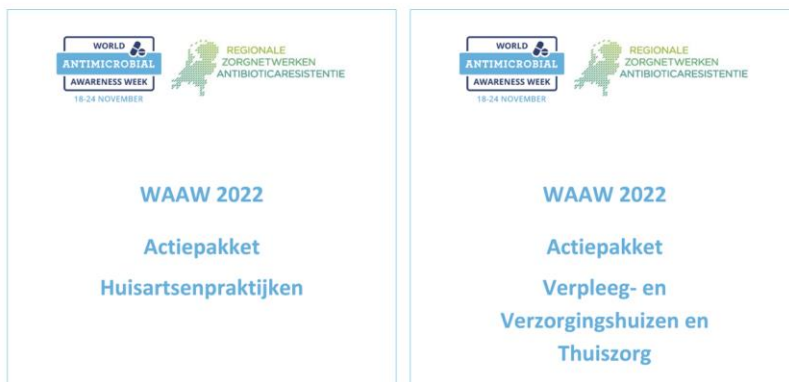 WORLD
ANTIMICROBIAL
AWARENESS WEEK
18-24 NOVEMBER
REGIONALE
ZORGNETWERKEN
ANTIBIOTICARESISTENTIE
WAAW 2022
Actiepakket
Huisartsenpraktijken
WORLD
ANTIMICROBIAL
AWARENESS WEEK
18-24 NOVEMBER
REGIONALE
ZORGNETWERKEN
ANTIBIOTICARESISTENTIE
WAAW 2022
Actiepakket
Verpleeg- en
Verzorgingshuizen en
Thuiszorg